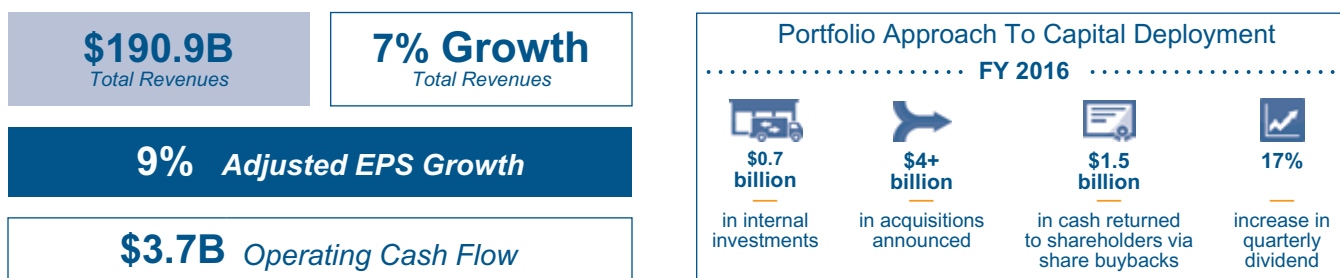 $190.9B
Total Revenues
7% Growth
Total Revenues
9% Adjusted EPS Growth
$3.7B Operating Cash Flow
Portfolio Approach To Capital Deployment
FY 2016
$0.7
billion
in internal
investments
$4+
billion
in acquisitions
announced
$1.5
billion
in cash returned
to shareholders via
share buybacks
17%
increase in
quarterly
dividend